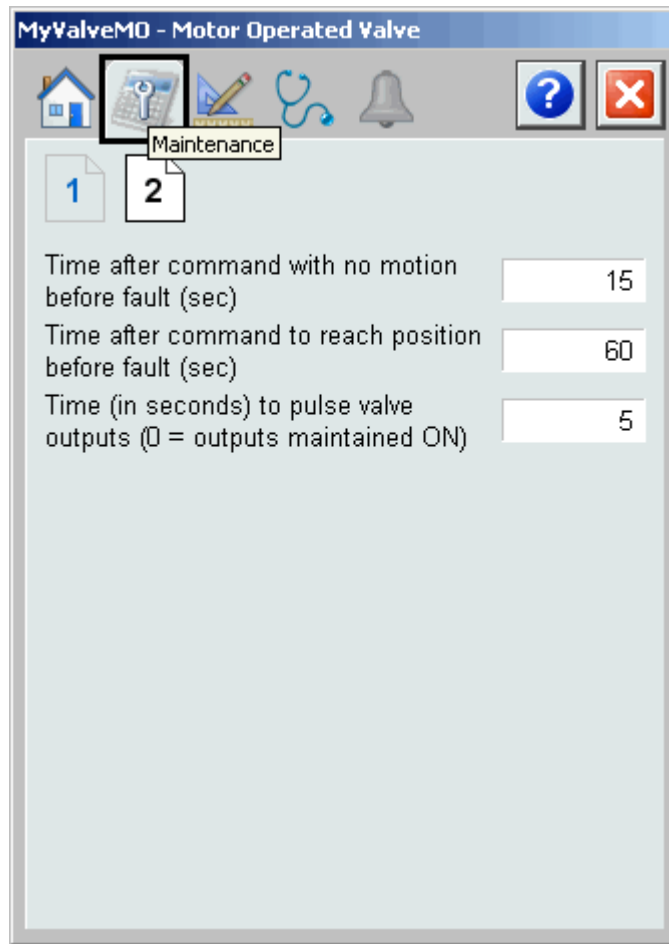 MyValveMO - Motor Operated Valve
?
Maintenance
1 2
Time after command with no motion
before fault (sec)
15
Time after command to reach position
before fault (sec)
60
Time (in seconds) to pulse valve
outputs (0 = outputs maintained ON)
5